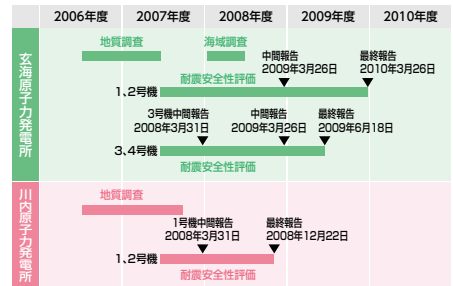 2006年度 2007年度 2008年度 2009年度 2010年度
玄海原子力発電所
地質調査 海域調査
中間報告 最終報告
2009年3月26日 2010年3月26日
耐震安全性評価
1、2号機
3号機中間報告 中間報告 最終報告
2008年3月31日 2009年3月26日 2009年6月18日
3、4号機
耐震安全性評価
川内原子力発電所
地質調査
1号機中間報告 最終報告
2008年3月31日 2008年12月22日
1、2号機
耐震安全性評価